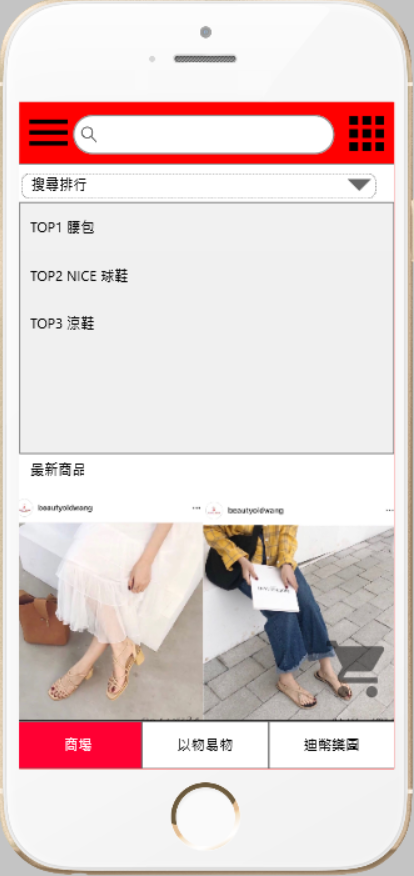 搜尋排行
TOP1 腰包
TOP2 NICE 球鞋
TOP3 涼鞋
最新商品
beautyoldwang
beautyoldwang
商場
以物易物
迪幣樂園